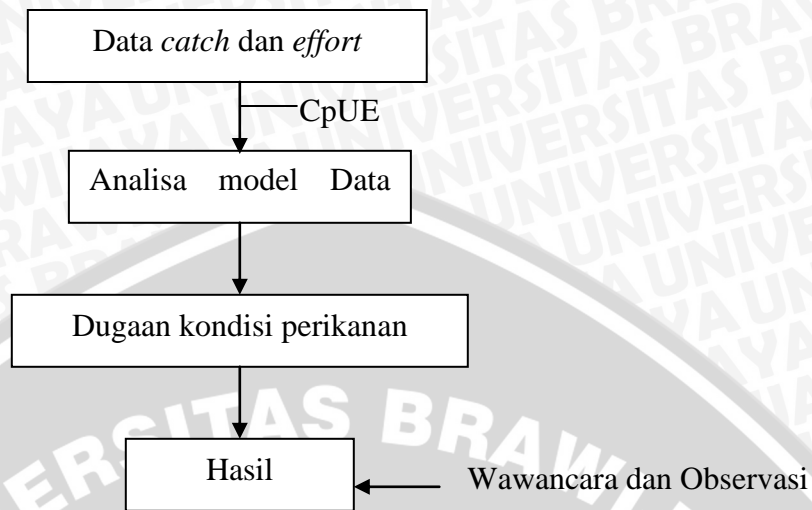 Data catch dan effort
CpUE
Analisa model Data
Dugaan kondisi perikanan
Hasil
Wawancara dan Observasi